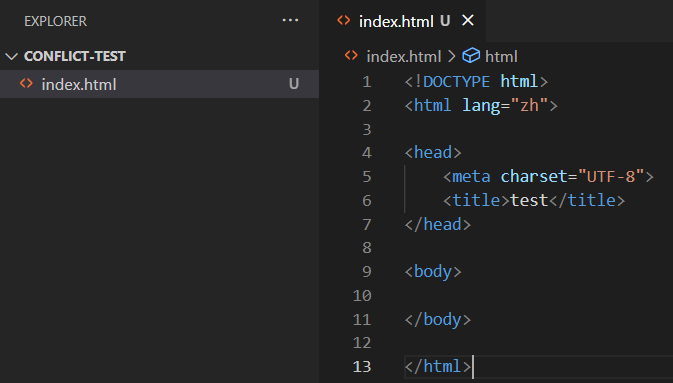 EXPLORER ···
CONFLICT-TEST
<> index.html U
<> index.html U ×
<> index.html > html
1 <!DOCTYPE html>
2 <html lang="zh">
3
4 <head>
5     <meta charset="UTF-8">
6     <title>test</title>
7 </head>
8
9 <body>
10
11 </body>
12
13 </html>